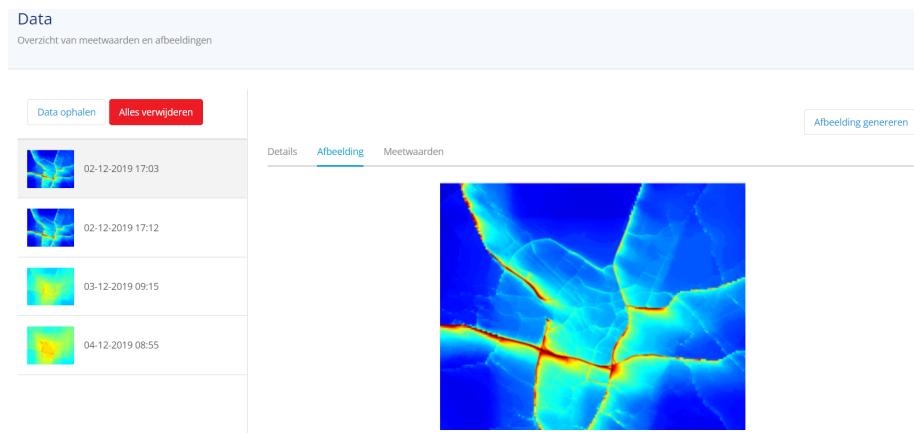 Data
Overzicht van meetwaarden en afbeeldingen
Data ophalen Alles verwijderen
Afbeelding genereren
Details Afbeelding Meetwaarden
02-12-2019 17:03
02-12-2019 17:12
03-12-2019 09:15
04-12-2019 08:55